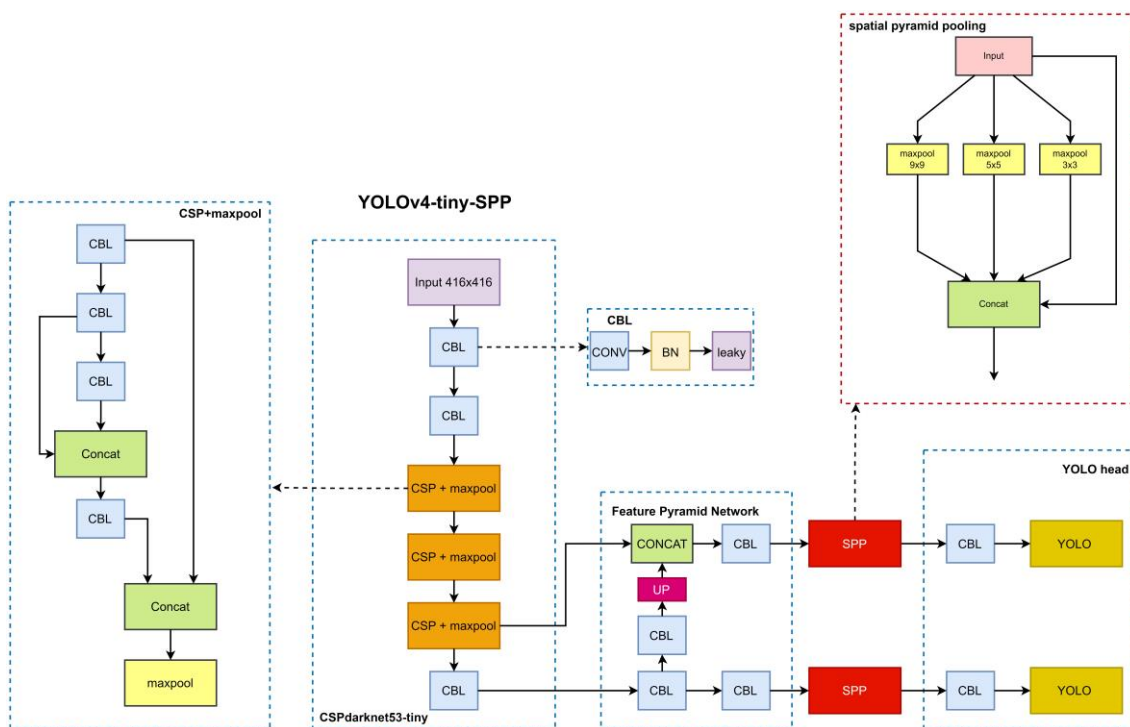 spatial pyramid pooling
Input
maxpool
9x9
maxpool
5x5
maxpool
3x3
Concat
YOLOv4-tiny-SPP
CSP+maxpool
CBL
CBL
CBL
Concat
CBL
Concat
maxpool
Input 416x416
CBL
CBL
CSP + maxpool
CSP + maxpool
CSP + maxpool
CBL
CSPdarknet53-tiny
CBL
CONV
BN
leaky
Feature Pyramid Network
CONCAT
CBL
UP
CBL
CBL
CBL
SPP
SPP
YOLO head
CBL
YOLO
CBL
YOLO